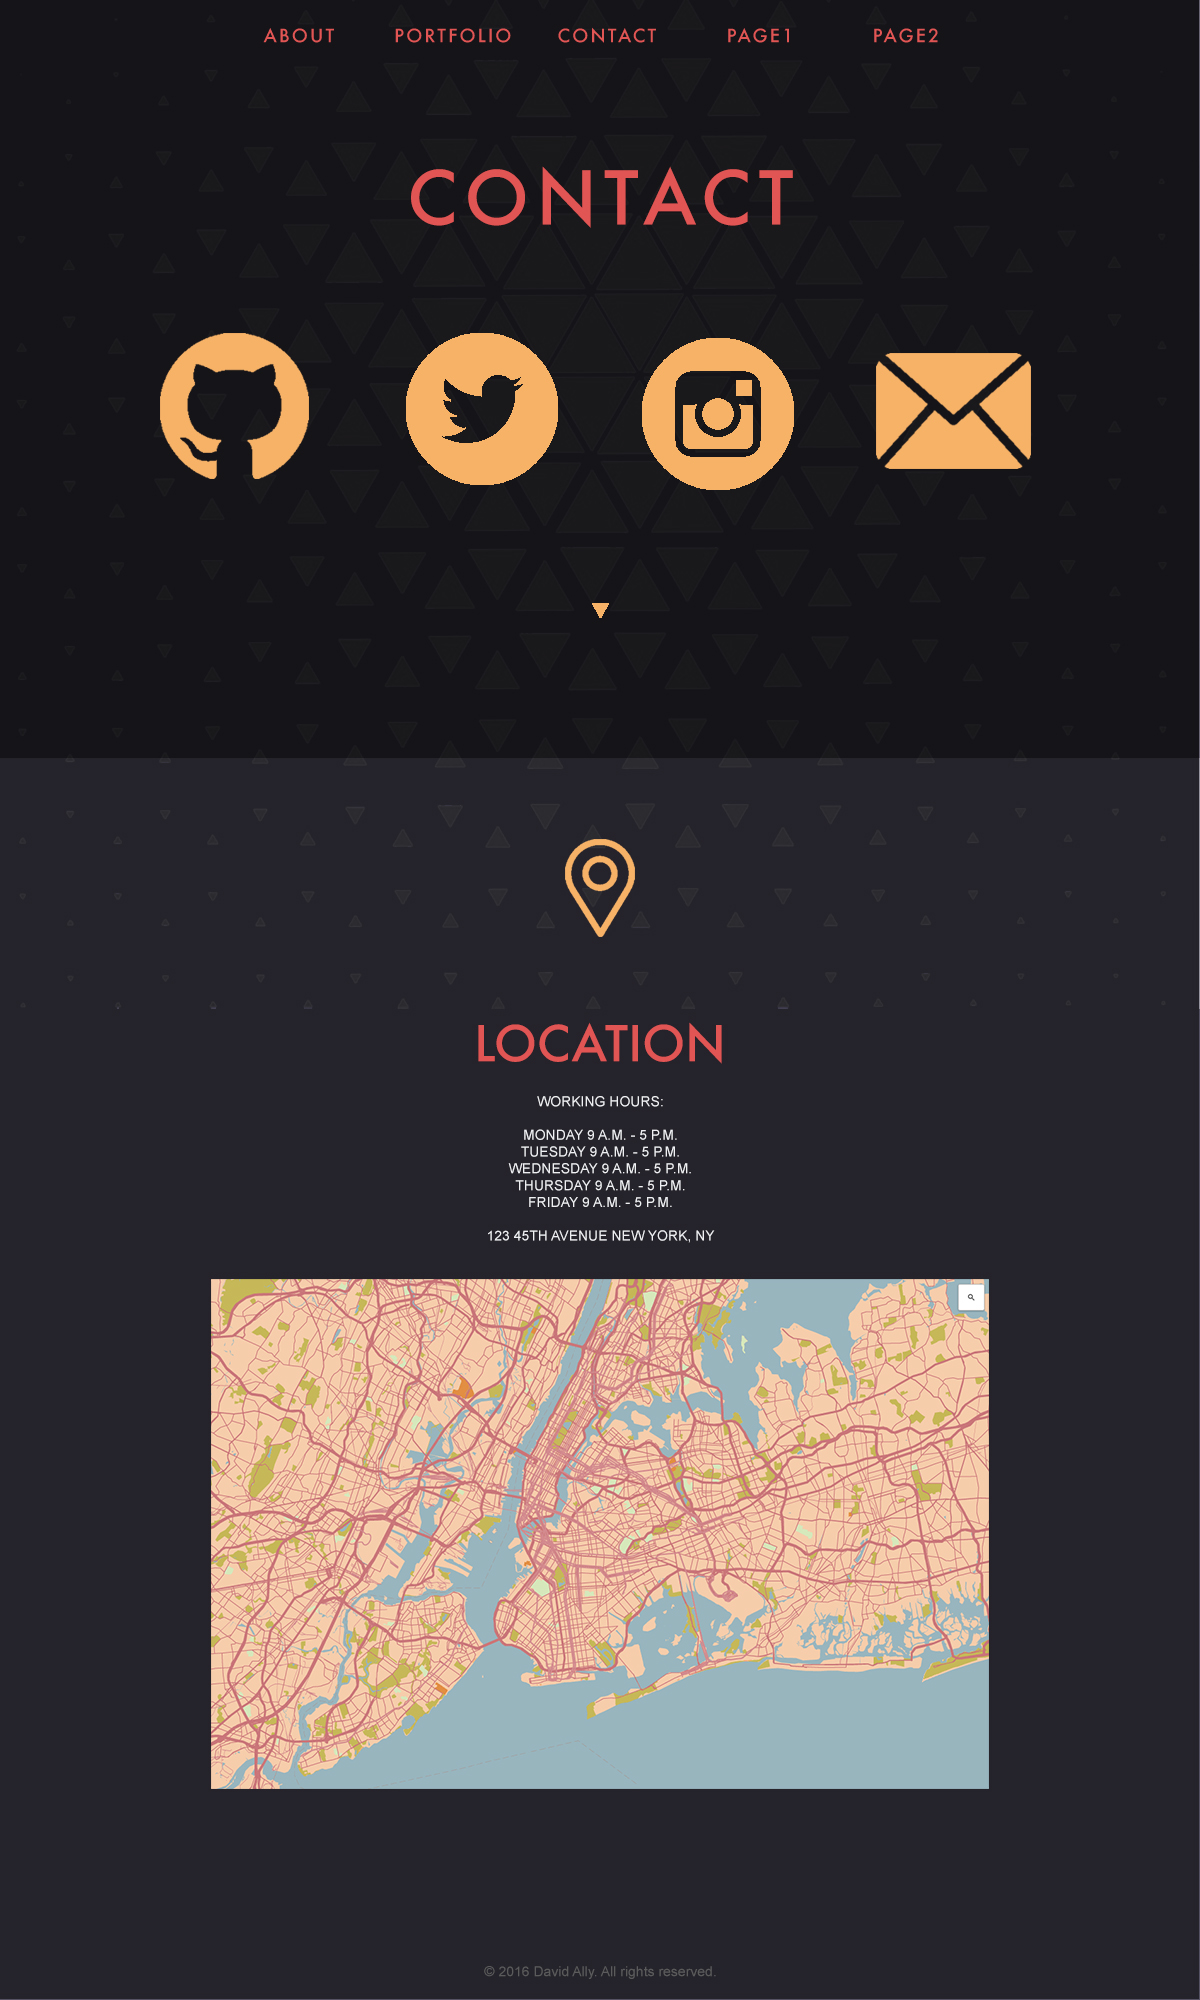 ABOUT PORTFOLIO CONTACT PAGE1 PAGE2
CONTACT
LOCATION
WORKING HOURS:
MONDAY 9 A.M. - 5 P.M.
TUESDAY 9 A.M. - 5 P.M.
WEDNESDAY 9 A.M. - 5 P.M.
THURSDAY 9 A.M. - 5 P.M.
FRIDAY 9 A.M. - 5 P.M.
123 45TH AVENUE NEW YORK, NY
© 2016 David Ally. All rights reserved.